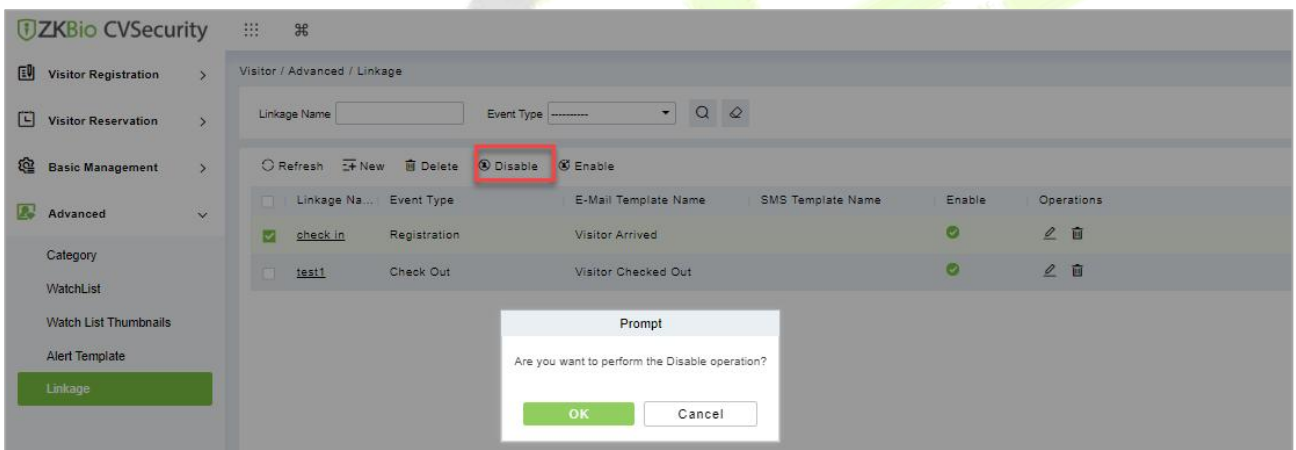 ZKBio CVSecurity
Visitor Registration
Visitor / Advanced / Linkage
Linkage Name
Event Type ----------
Visitor Reservation
Basic Management
Refresh New Delete Disable Enable
Linkage Na... Event Type E-Mail Template Name SMS Template Name Enable Operations
Advanced
check in Registration Visitor Arrived
Category
test1 Check Out Visitor Checked Out
WatchList
Watch List Thumbnails
Alert Template
Linkage
Prompt
Are you want to perform the Disable operation?
OK Cancel